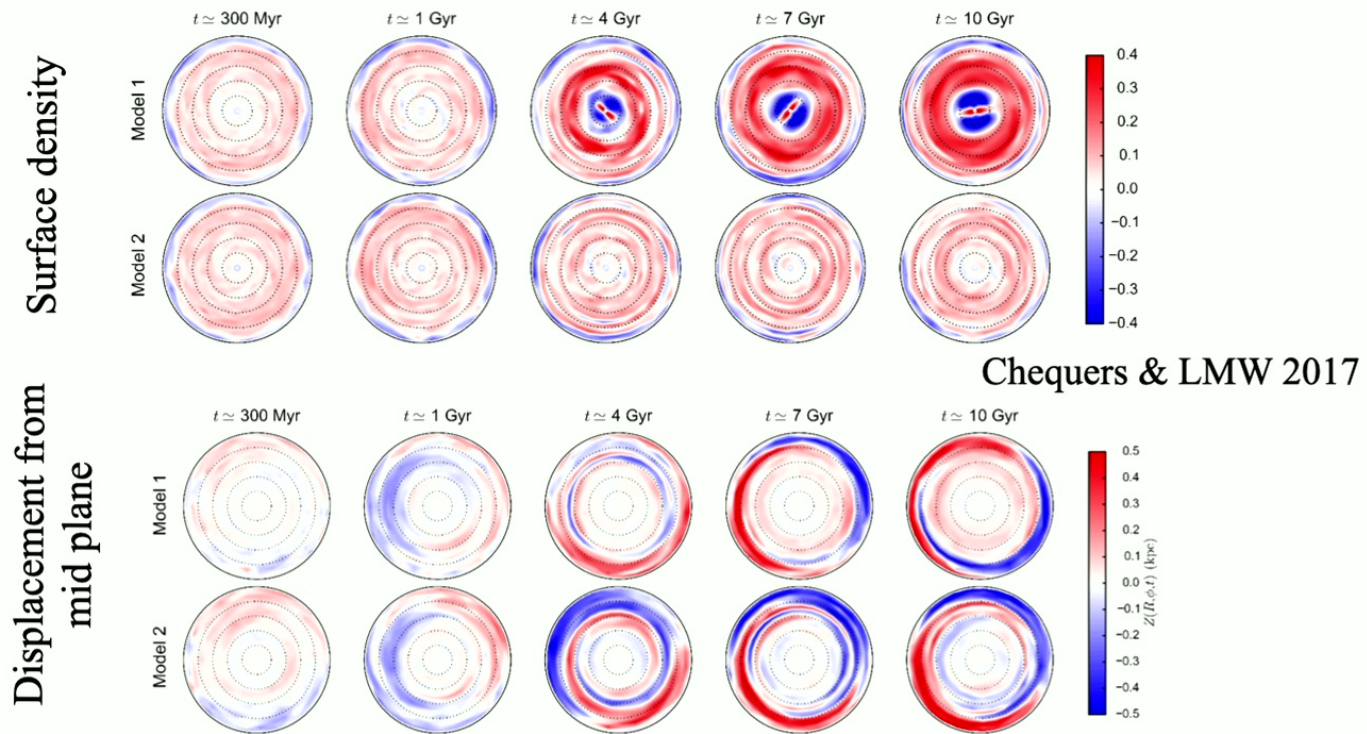 t ≃ 300 Myr t ≃ 1 Gyr t ≃ 4 Gyr t ≃ 7 Gyr t ≃ 10 Gyr
Surface density
Model 1
Model 2
0.4
0.3
0.2
0.1
0.0
−0.1
−0.2
−0.3
−0.4
Chequers & LMW 2017
Displacement from
mid plane
t ≃ 300 Myr t ≃ 1 Gyr t ≃ 4 Gyr t ≃ 7 Gyr t ≃ 10 Gyr
Model 1
Model 2
0.5
0.4
0.3
0.2
0.1
0.0
−0.1
−0.2
−0.3
−0.4
−0.5
Z(R,ϕ,t) (kpc)